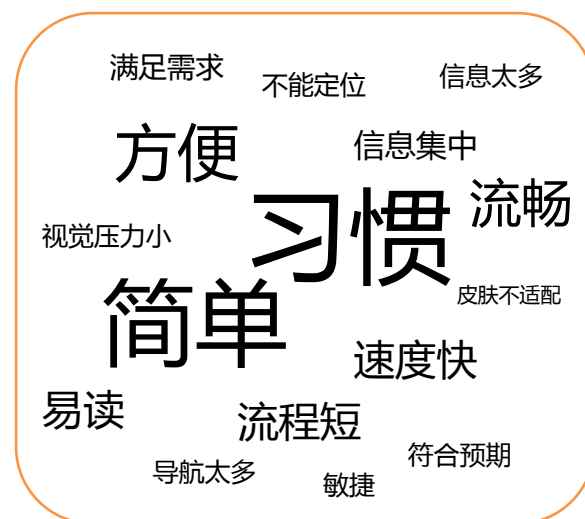 满足需求
不能定位
信息太多
方便
信息集中
习惯
流畅
视觉压力小
简单
皮肤不适配
速度快
易读
流程短
符合预期
导航太多
敏捷